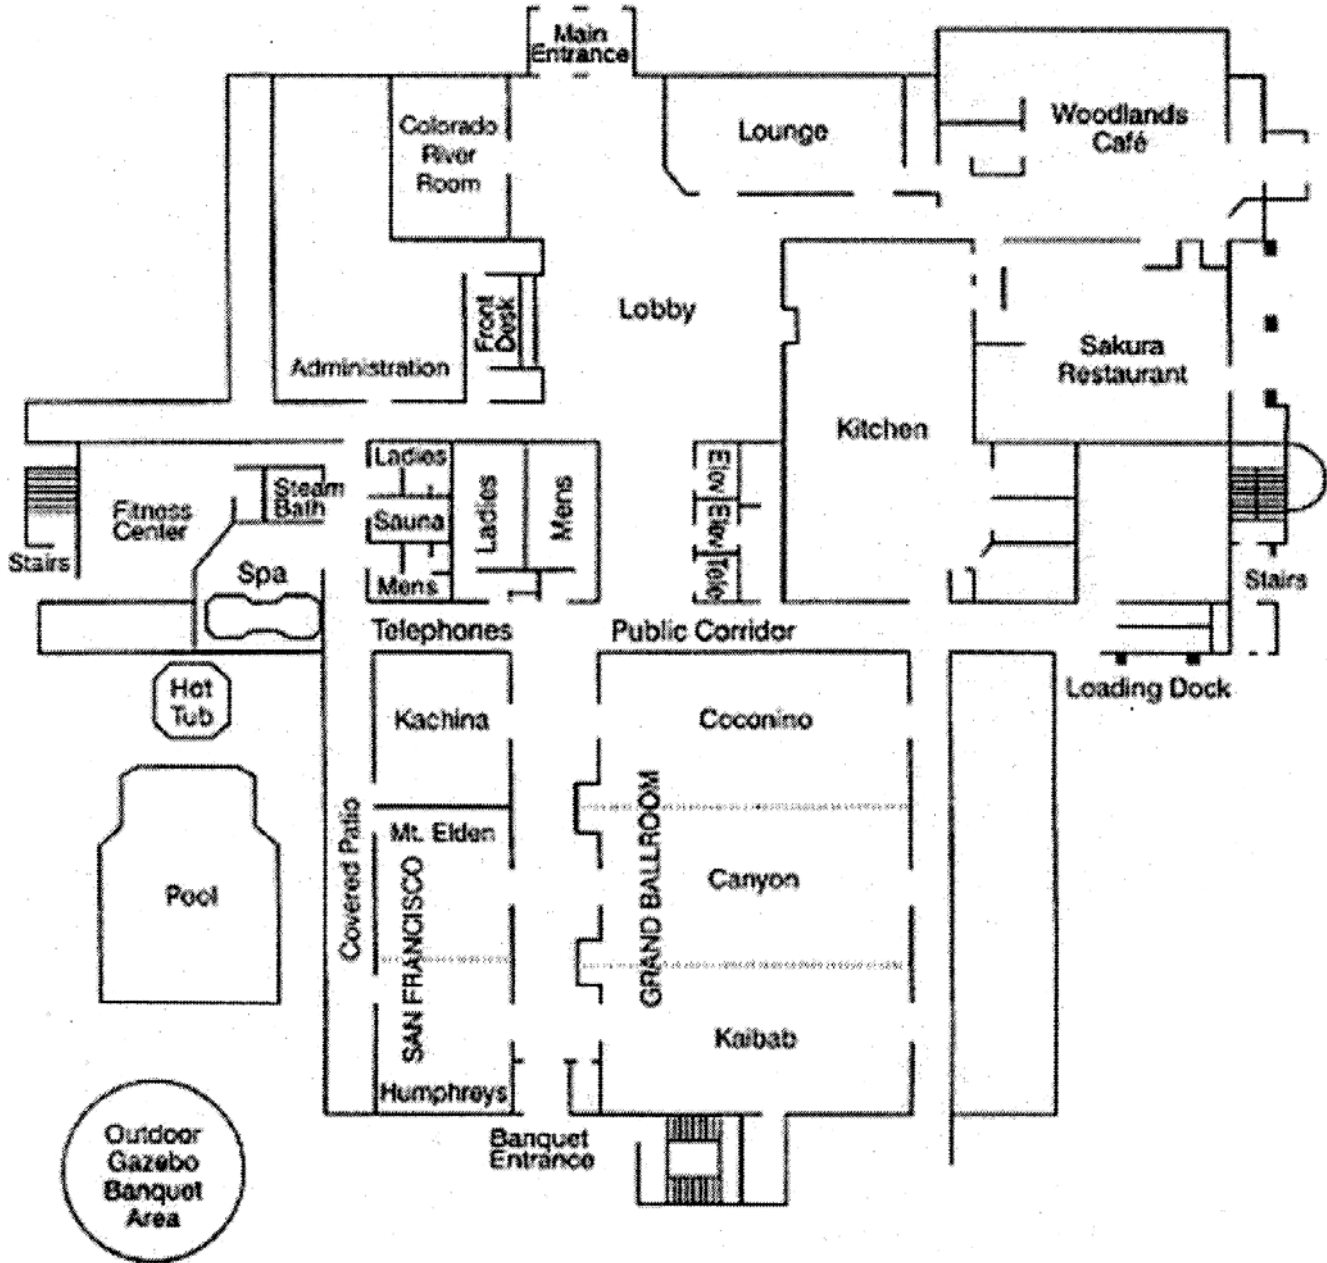 Main
Entrance
Colorado
River
Room
Lounge
Woodlands
Café
Lobby
Front
Desk
Administration
Sakura
Restaurant
Kitchen
Ladies
Elev
Steam
Bath
Fitness
Center
Sauna
Ladies
Mens
Elev
Stairs
Spa
Mens
Tele
Stairs
Telephones
Public Corridor
Hot
Tub
Kachina
Coconino
Loading Dock
Covered Patio
Mt. Elden
SAN FRANCISCO
GRAND BALLROOM
Canyon
Pool
Kaibab
Humphreys
Banquet
Entrance
Outdoor
Gazebo
Banquet
Area